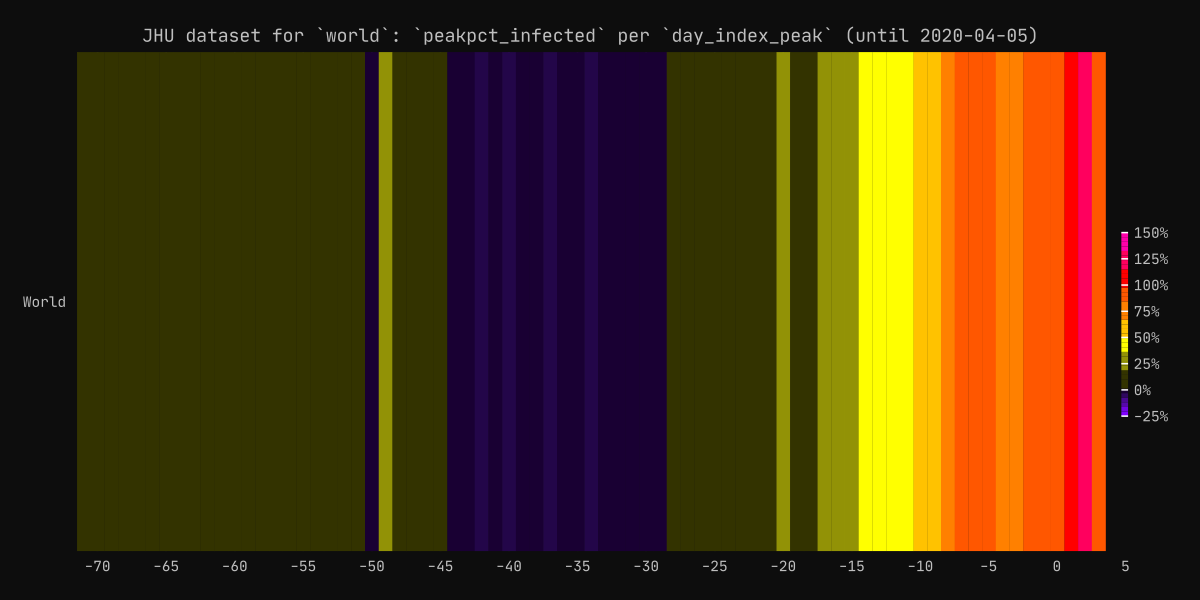 JHU dataset for `world`: `peakpct_infected` per `day_index_peak` (until 2020-04-05)
World
150%
125%
100%
75%
50%
25%
0%
-25%
-70 -65 -60 -55 -50 -45 -40 -35 -30 -25 -20 -15 -10 -5 0 5